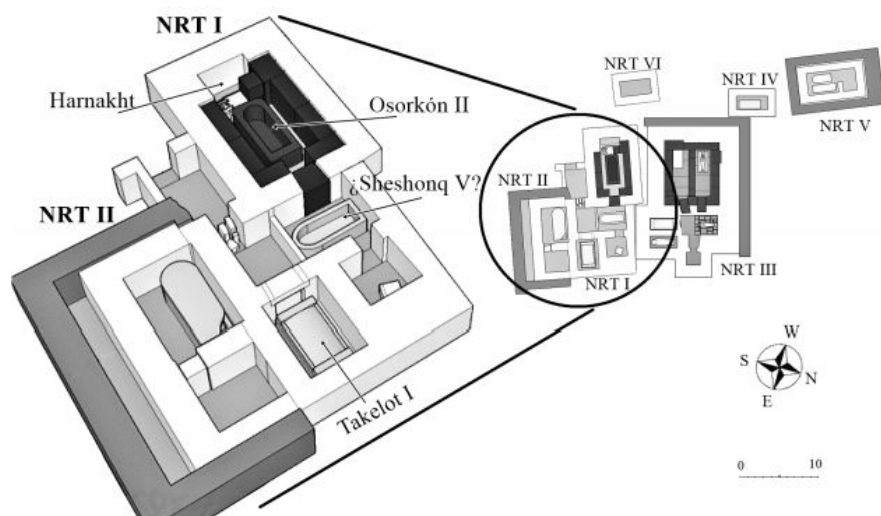 NRT I
Harnakht
Osorkón II
¿Sheshonq V?
NRT II
Takelot I
NRT VI
NRT IV
NRT V
NRT II
NRT I
NRT III
W
S
N
E
0 10